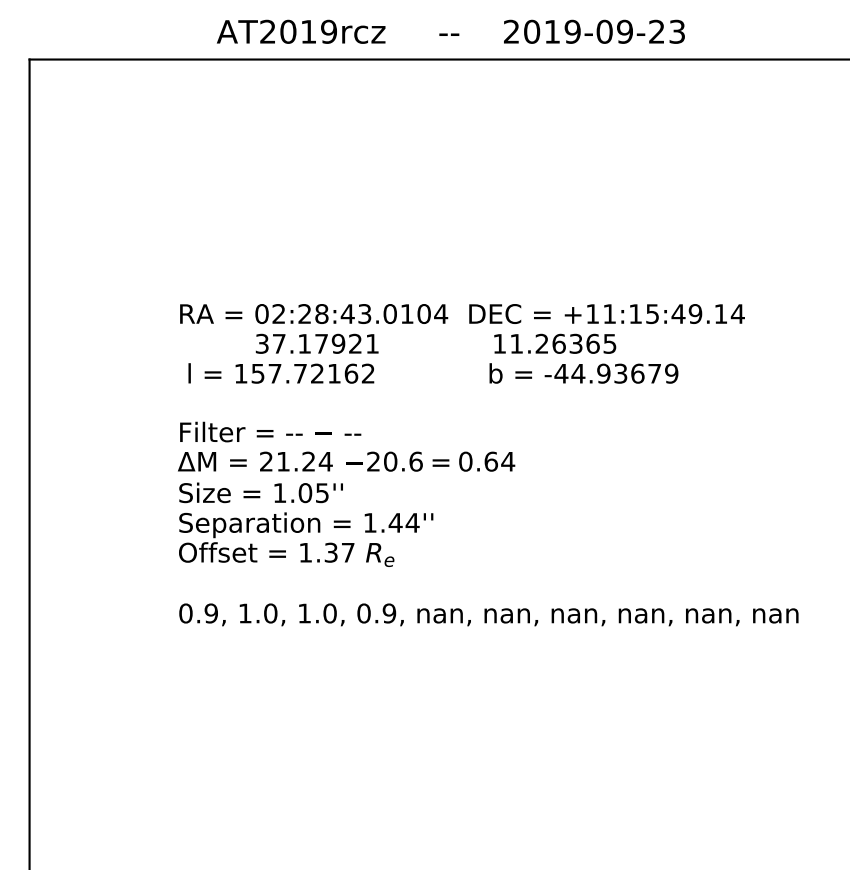 AT2019rcz -- 2019-09-23
RA = 02:28:43.0104 DEC = +11:15:49.14
37.17921 11.26365
l = 157.72162 b = -44.93679
Filter = -- − --
ΔM = 21.24 −20.6 = 0.64
Size = 1.05''
Separation = 1.44''
Offset = 1.37 Rₑ
0.9, 1.0, 1.0, 0.9, nan, nan, nan, nan, nan, nan